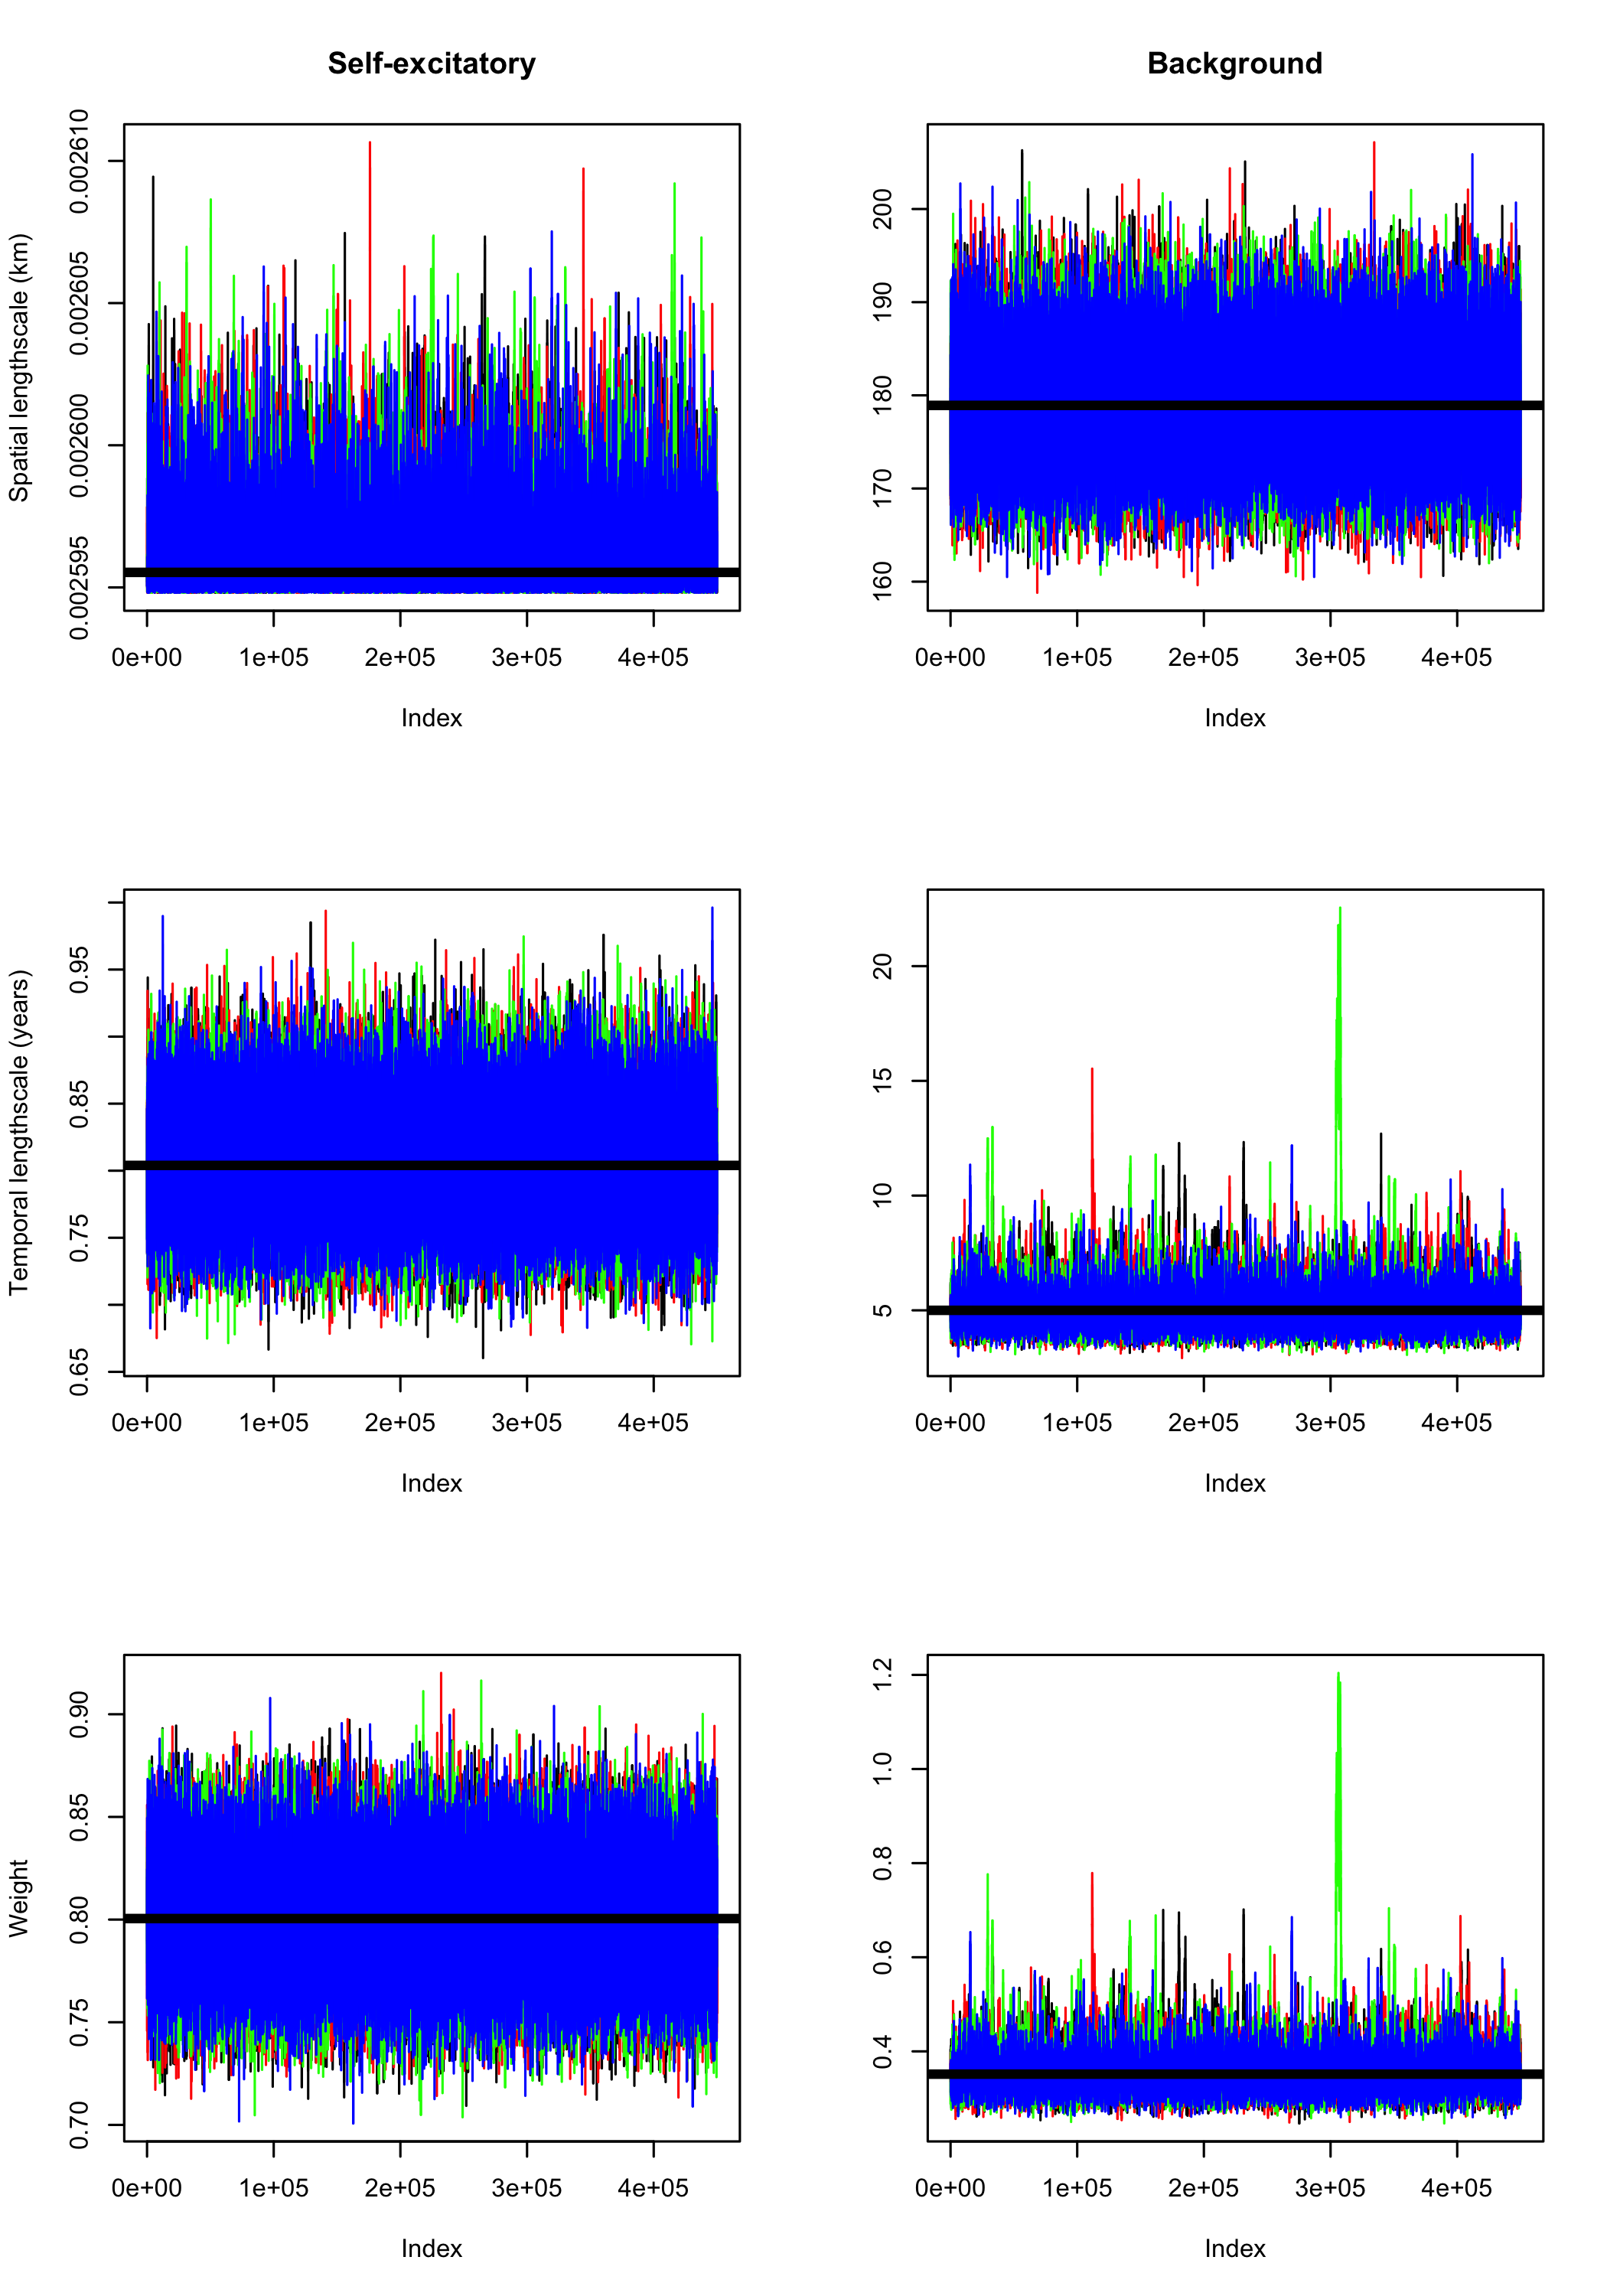 Self-excitatory
Background
Spatial lengthscale (km)
0.002595 0.002600 0.002605 0.002610
0e+00 1e+05 2e+05 3e+05 4e+05
Index
160 170 180 190 200
0e+00 1e+05 2e+05 3e+05 4e+05
Index
Temporal lengthscale (years)
0.65 0.75 0.85 0.95
0e+00 1e+05 2e+05 3e+05 4e+05
Index
5 10 15 20
0e+00 1e+05 2e+05 3e+05 4e+05
Index
Weight
0.70 0.75 0.80 0.85 0.90
0e+00 1e+05 2e+05 3e+05 4e+05
Index
0.4 0.6 0.8 1.0 1.2
0e+00 1e+05 2e+05 3e+05 4e+05
Index